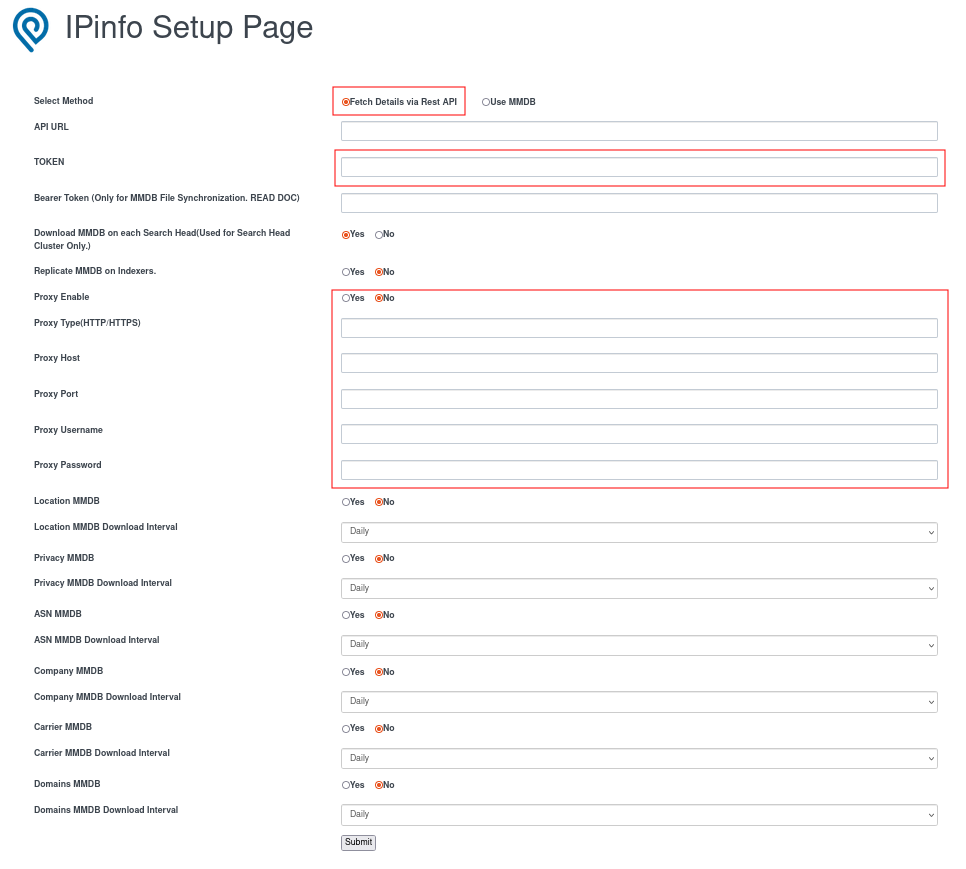 IPinfo Setup Page
Select Method
Fetch Details via Rest API Use MMDB
API URL
TOKEN
Bearer Token (Only for MMDB File Synchronization. READ DOC)
Download MMDB on each Search Head(Used for Search Head
Cluster Only.)
Yes No
Replicate MMDB on Indexers.
Yes No
Proxy Enable
Yes No
Proxy Type(HTTP/HTTPS)
Proxy Host
Proxy Port
Proxy Username
Proxy Password
Location MMDB
Yes No
Location MMDB Download Interval
Daily
Privacy MMDB
Yes No
Privacy MMDB Download Interval
Daily
ASN MMDB
Yes No
ASN MMDB Download Interval
Daily
Company MMDB
Yes No
Company MMDB Download Interval
Daily
Carrier MMDB
Yes No
Carrier MMDB Download Interval
Daily
Domains MMDB
Yes No
Domains MMDB Download Interval
Daily
Submit